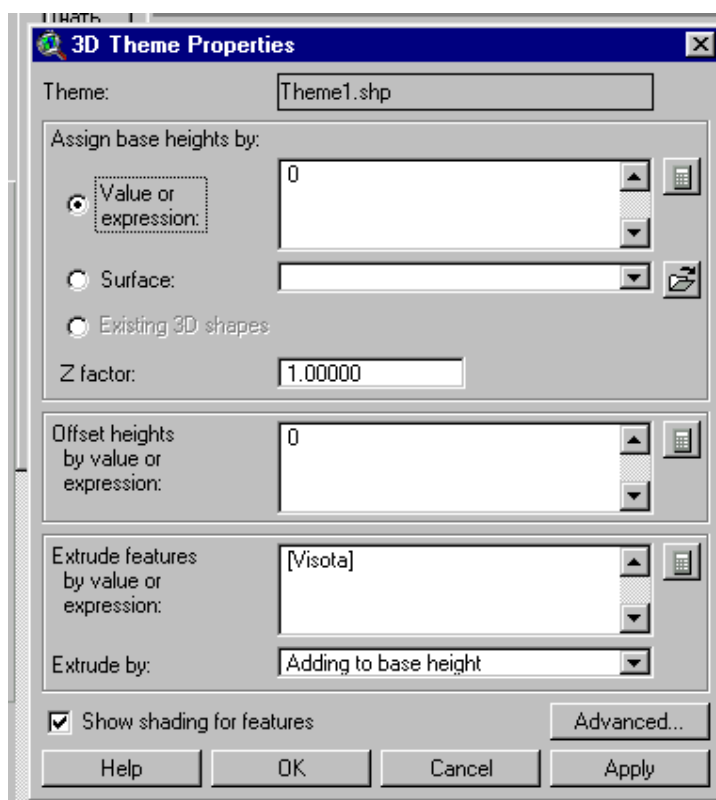 3D Theme Properties
Theme: Theme1.shp
Assign base heights by:
Value or
expression:
0
Surface:
Existing 3D shapes
Z factor: 1.00000
Offset heights
by value or
expression:
0
Extrude features
by value or
expression:
[Visota]
Extrude by: Adding to base height
Show shading for features
Advanced...
Help OK Cancel Apply